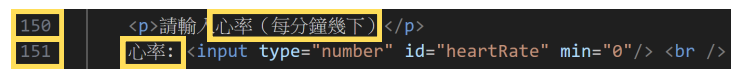 150 <p>請輸入心率（每分鐘幾下）</p>
151 心率: <input type="number" id="heartRate" min="0"/> <br />